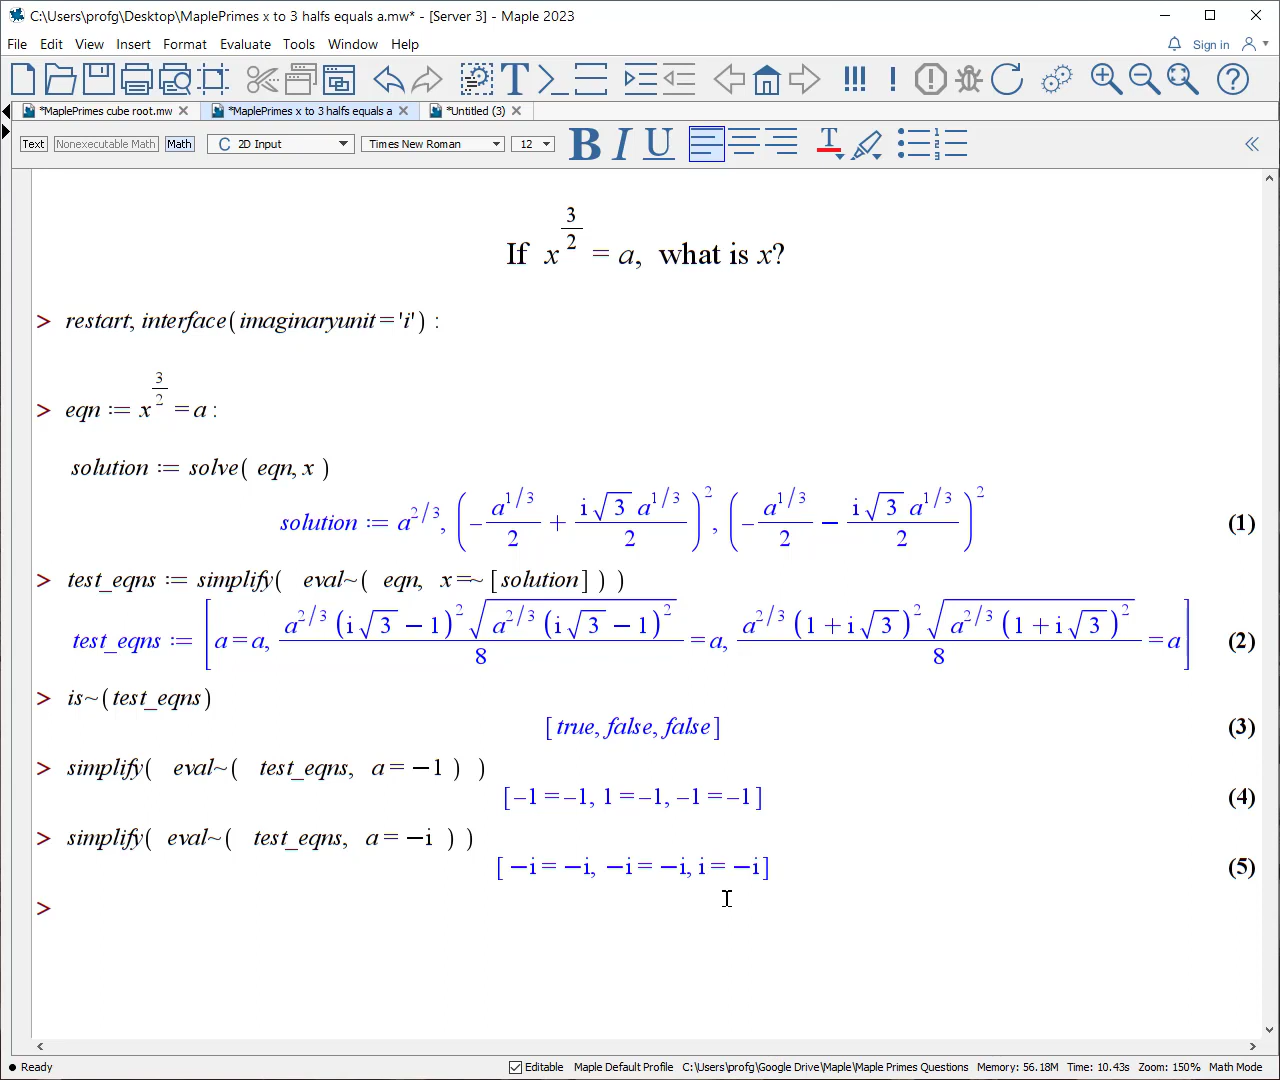 C:\Users\profg\Desktop\MaplePrimes x to 3 halfs equals a.mw* - [Server 3] - Maple 2023
File Edit View Insert Format Evaluate Tools Window Help
Sign in
*MaplePrimes cube root.mw
*MaplePrimes x to 3 halfs equals a
*Untitled (3)
Text Nonexecutable Math Math C 2D Input Times New Roman 12 B I U
If x^(3/2) = a, what is x?
> restart, interface(imaginaryunit='i') :
> eqn := x^(3/2) = a :
solution := solve( eqn, x )
solution := a^(2/3), (-a^(1/3)/2 + i√3 a^(1/3)/2)^2, (-a^(1/3)/2 − i√3 a^(1/3)/2)^2 (1)
> test_eqns := simplify( eval~( eqn, x=~[solution] ) )
test_eqns := [a = a, a^(2/3) (i√3 − 1)^2 √(a^(2/3) (i√3 − 1)^2)/8 = a, a^(2/3) (1 + i√3)^2 √(a^(2/3) (1 + i√3)^2)/8 = a] (2)
> is~(test_eqns)
[true, false, false] (3)
> simplify( eval~( test_eqns, a = −1 ) )
[−1 = −1, 1 = −1, −1 = −1] (4)
> simplify( eval~( test_eqns, a = −i ) )
[−i = −i, −i = −i, i = −i] (5)
>
Ready Editable Maple Default Profile C:\Users\profg\Google Drive\Maple\Maple Primes Questions Memory: 56.18M Time: 10.43s Zoom: 150% Math Mode